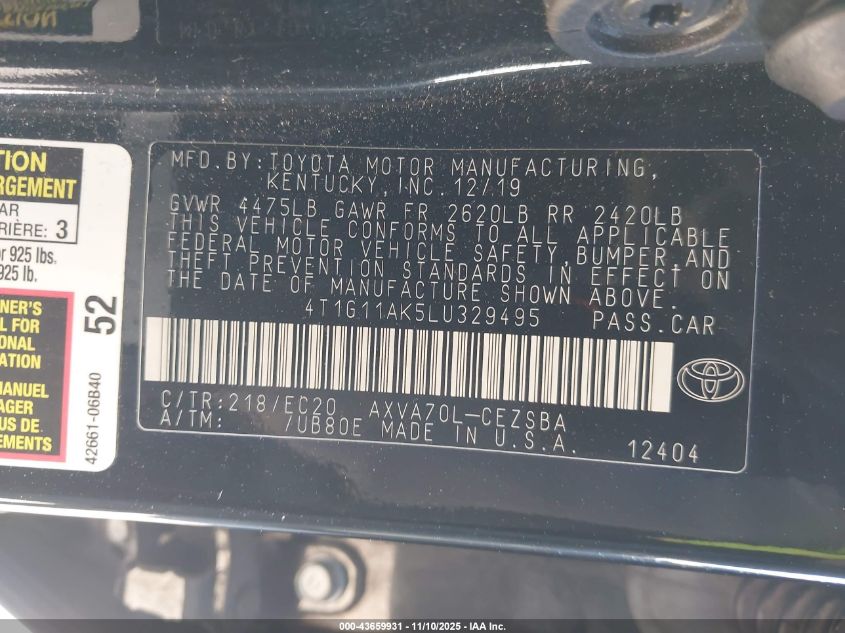 TION
RGEMENT
AR
RIÈRE: 3
or 925 lbs.
925 lb.
NER'S
L FOR
ONAL
ATION
MANUEL
AGER
US DE
EMENTS
52
42661-06B40
MFD. BY: TOYOTA MOTOR MANUFACTURING,
KENTUCKY, INC. 12/19
GVWR 4475LB GAWR FR 2620LB RR 2420LB
THIS VEHICLE CONFORMS TO ALL APPLICABLE
FEDERAL MOTOR VEHICLE SAFETY, BUMPER AND
THEFT PREVENTION STANDARDS IN EFFECT ON
THE DATE OF MANUFACTURE SHOWN ABOVE.
4T1G11AK5LU329495 PASS. CAR
C/TR: 218/EC20 AXVA70L-CEZSBA
A/TM: /UB80E MADE IN U.S.A. 12404
000-43659931 - 11/10/2025 - IAA Inc.